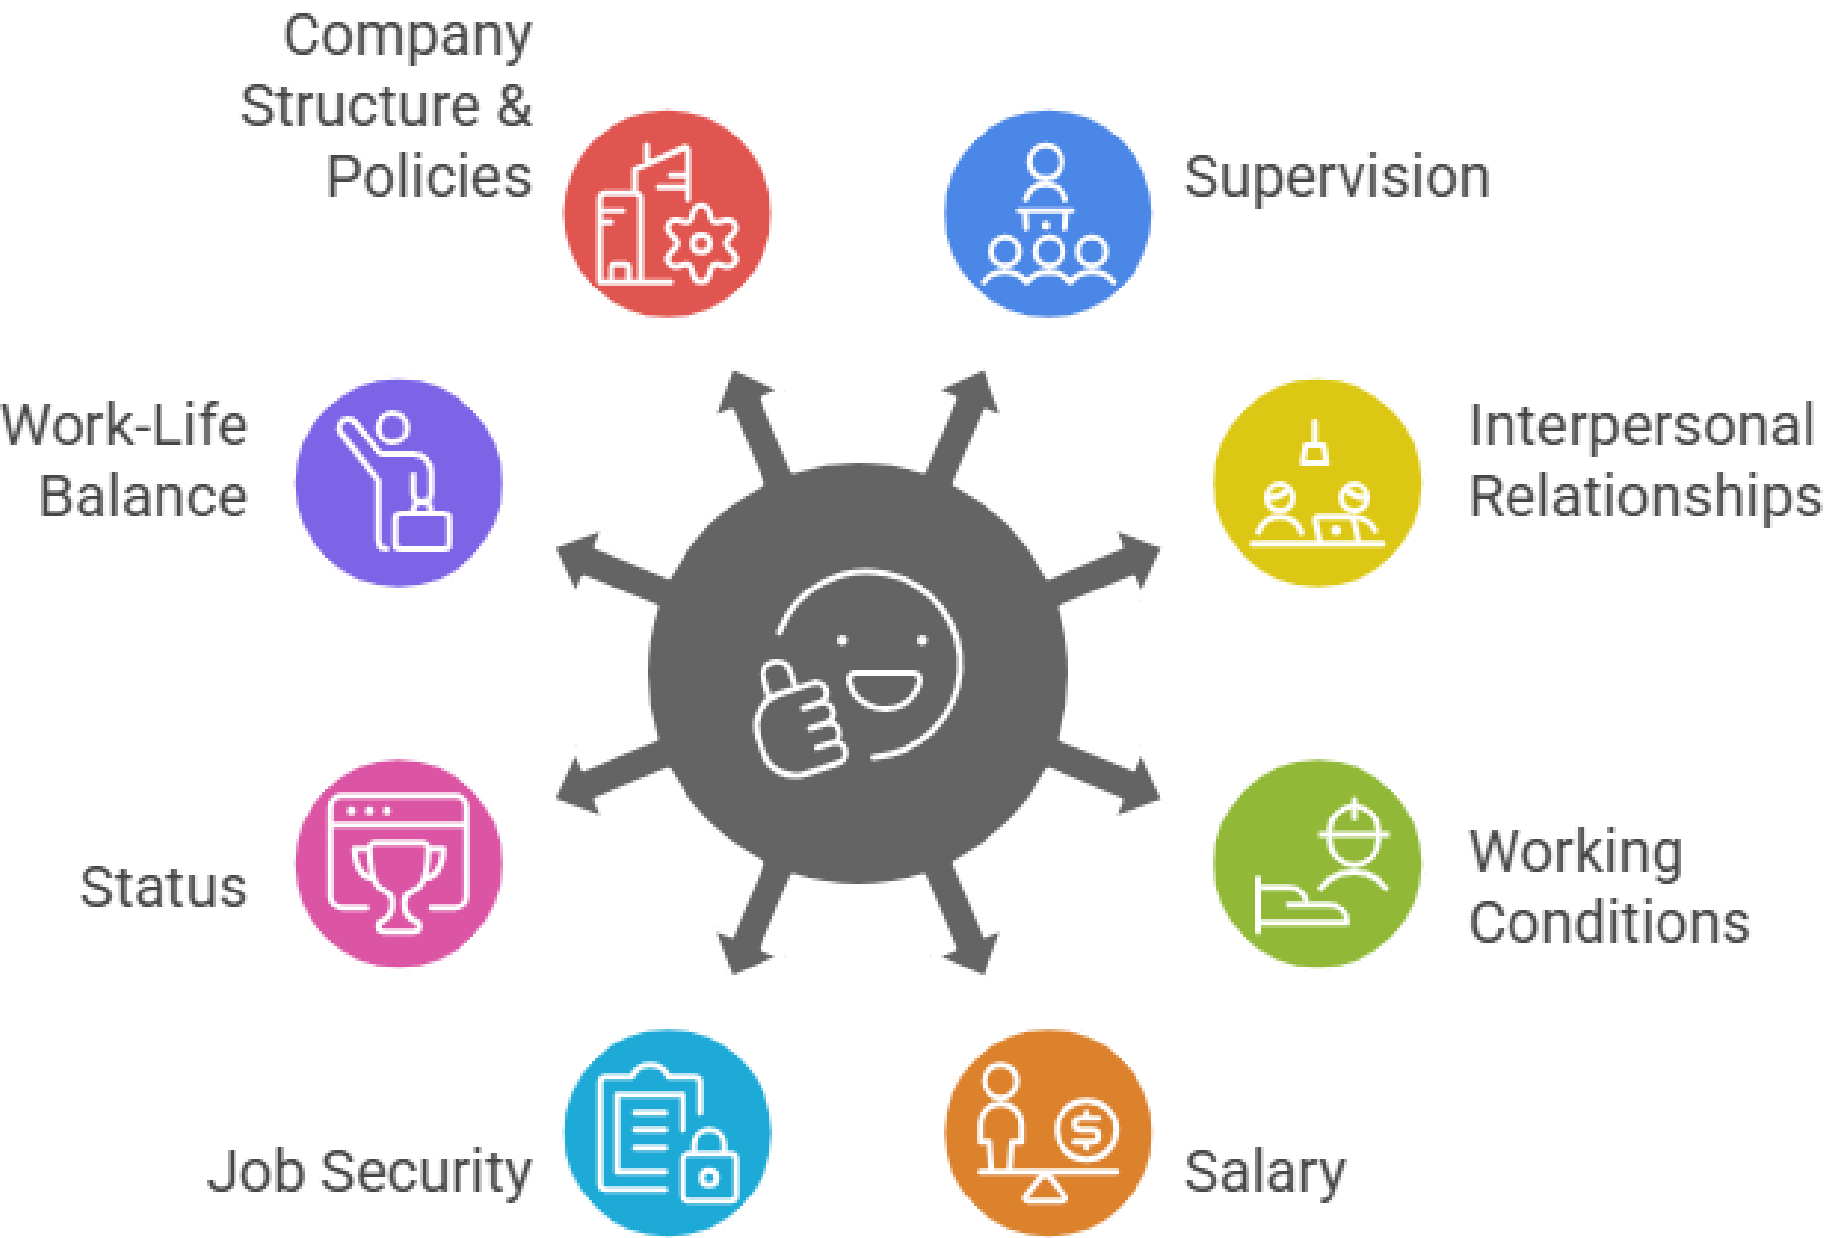 Company
Structure &
Policies
Supervision
Work-Life
Balance
Interpersonal
Relationships
Status
Working
Conditions
Job Security
Salary